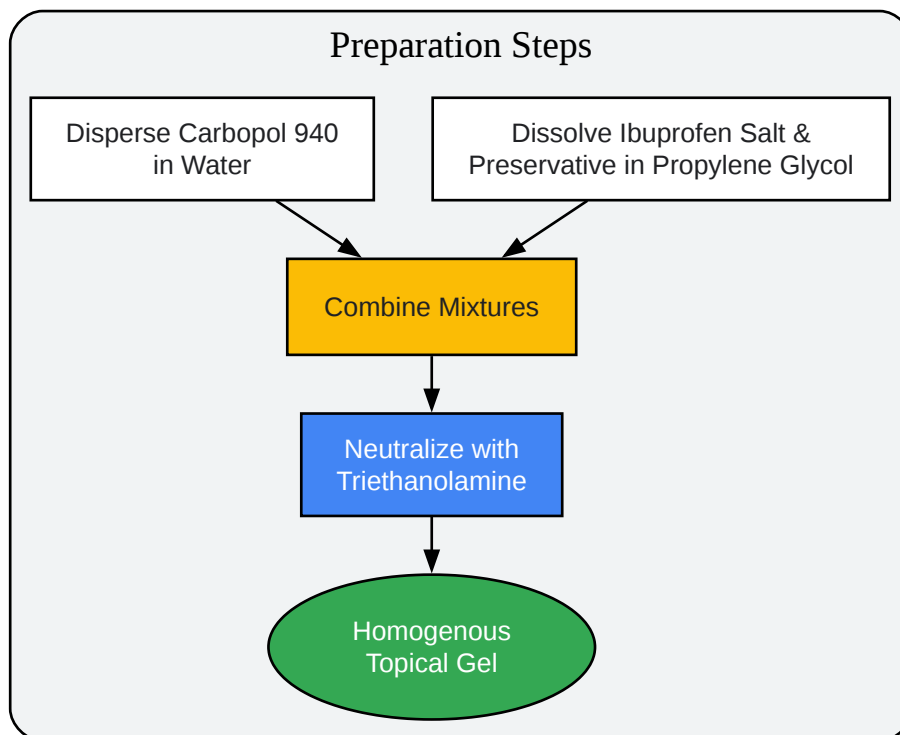 Preparation Steps
Disperse Carbopol 940
in Water
Dissolve Ibuprofen Salt &
Preservative in Propylene Glycol
Combine Mixtures
Neutralize with
Triethanolamine
Homogenous
Topical Gel